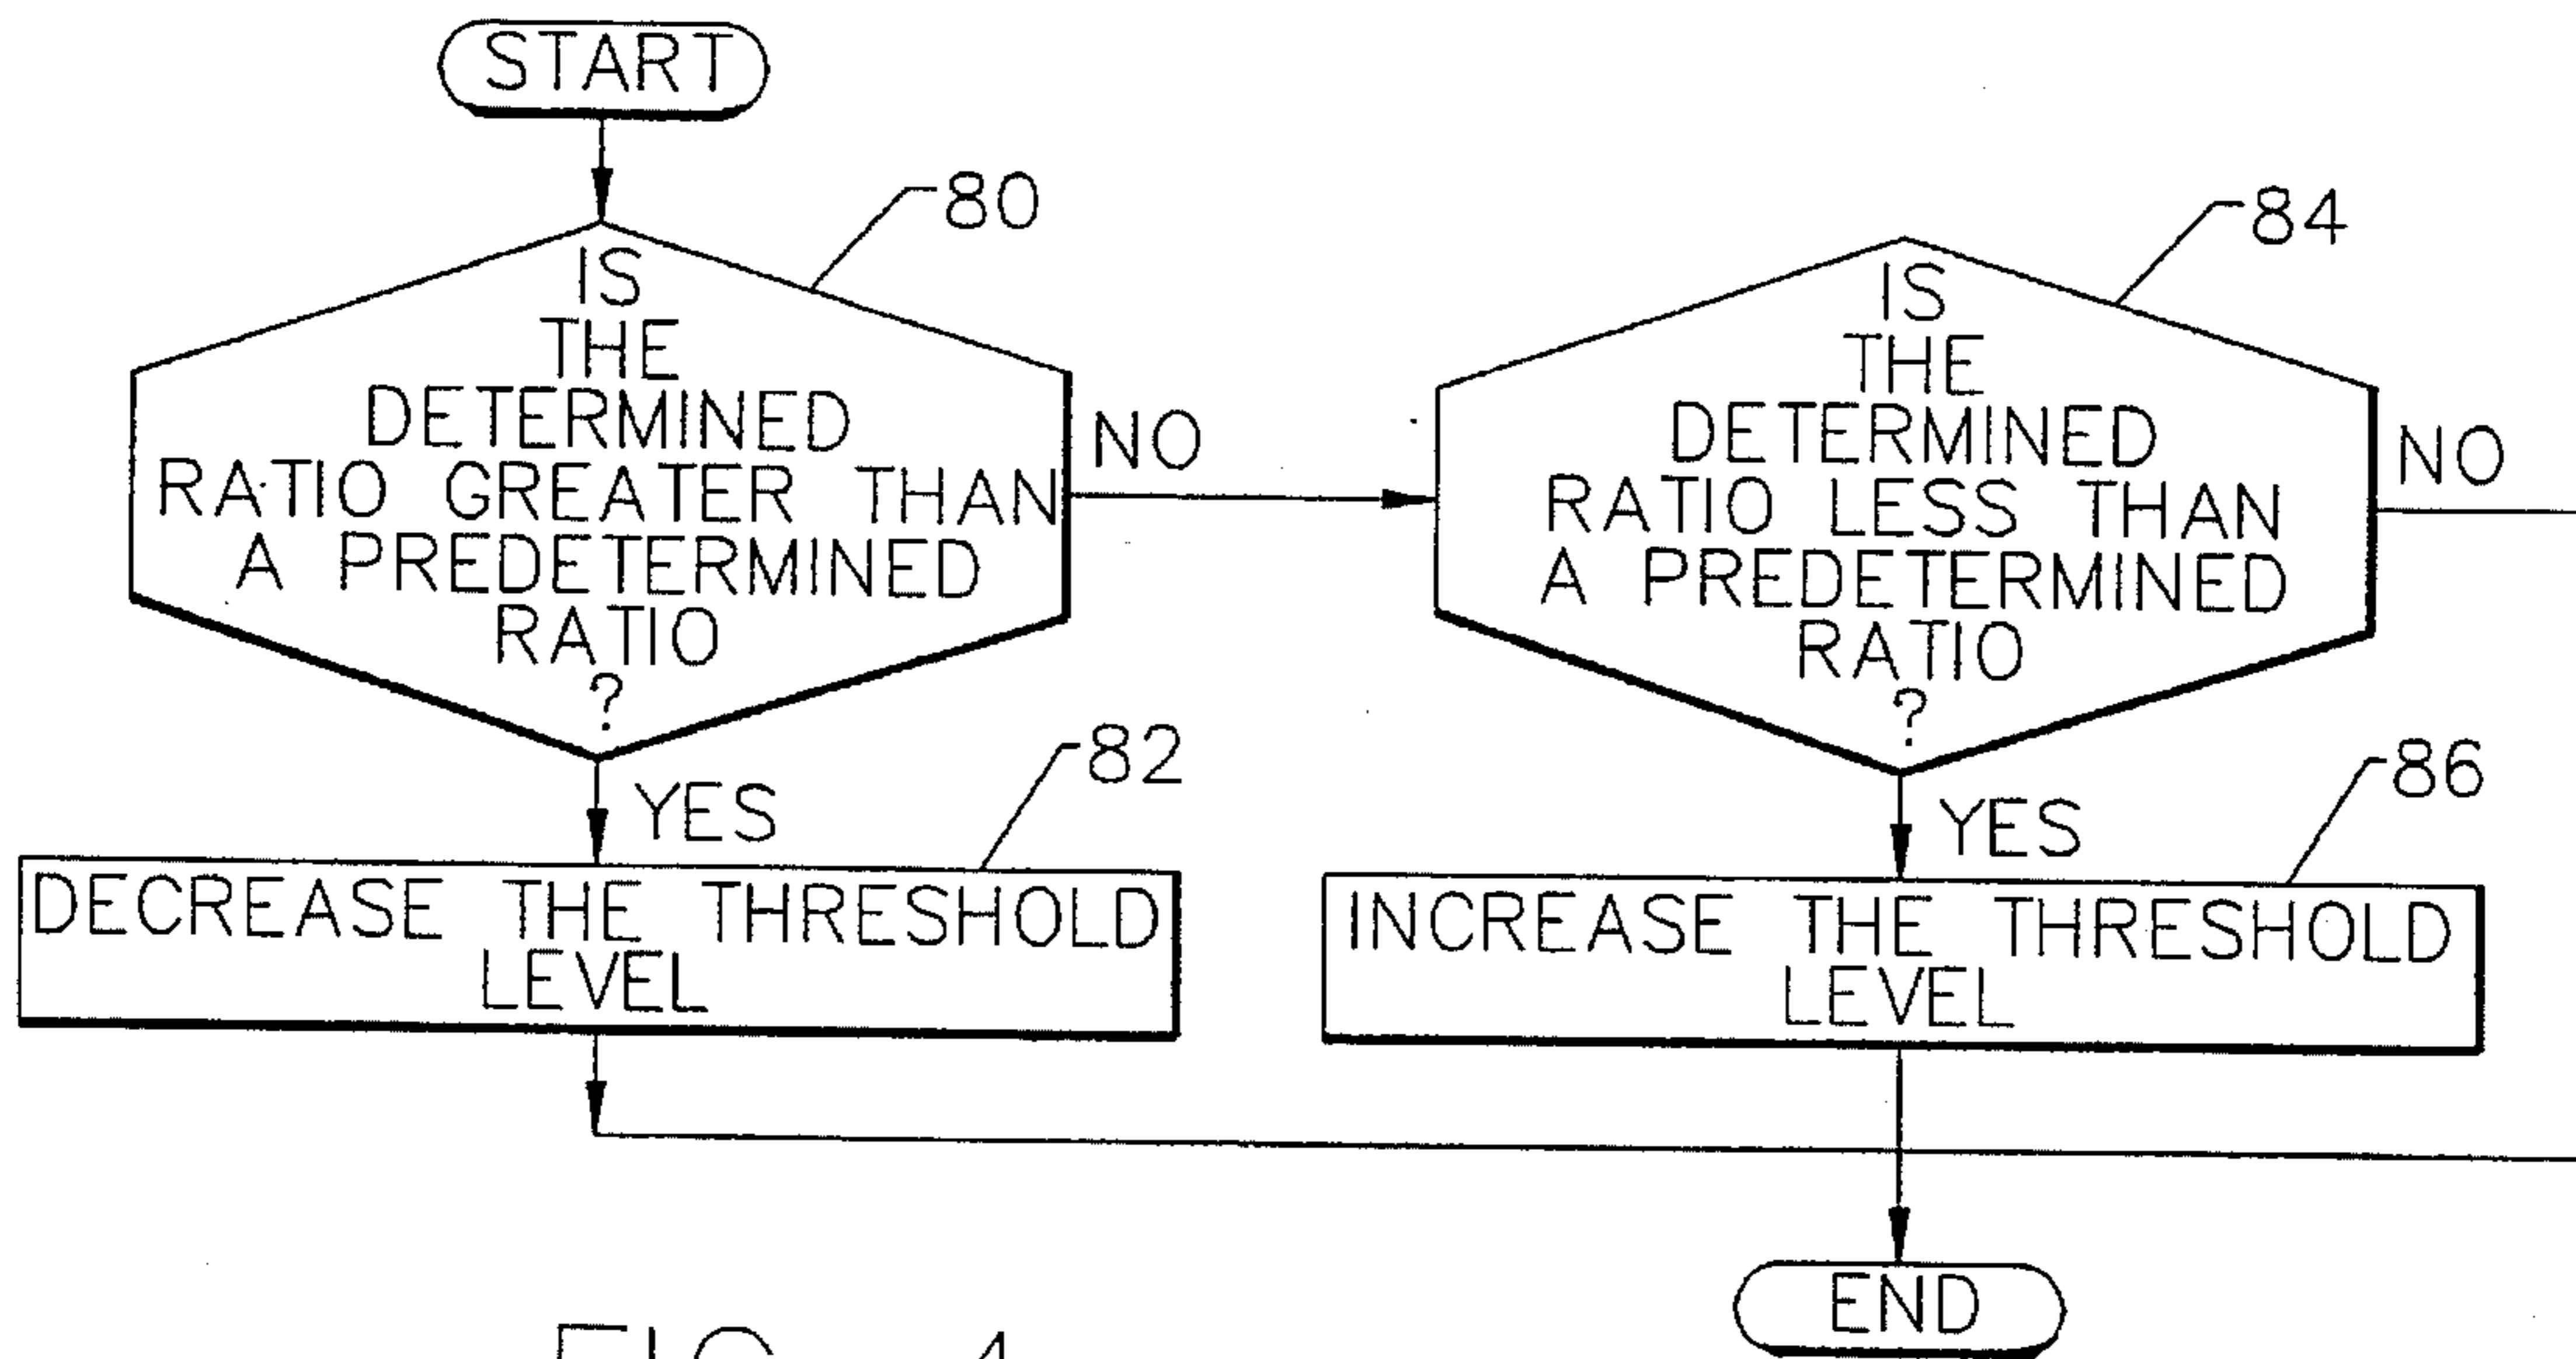 START
80
IS
THE
DETERMINED
RATIO GREATER THAN
A PREDETERMINED
RATIO
?
NO
84
IS
THE
DETERMINED
RATIO LESS THAN
A PREDETERMINED
RATIO
?
NO
YES
82
DECREASE THE THRESHOLD
LEVEL
YES
86
INCREASE THE THRESHOLD
LEVEL
END